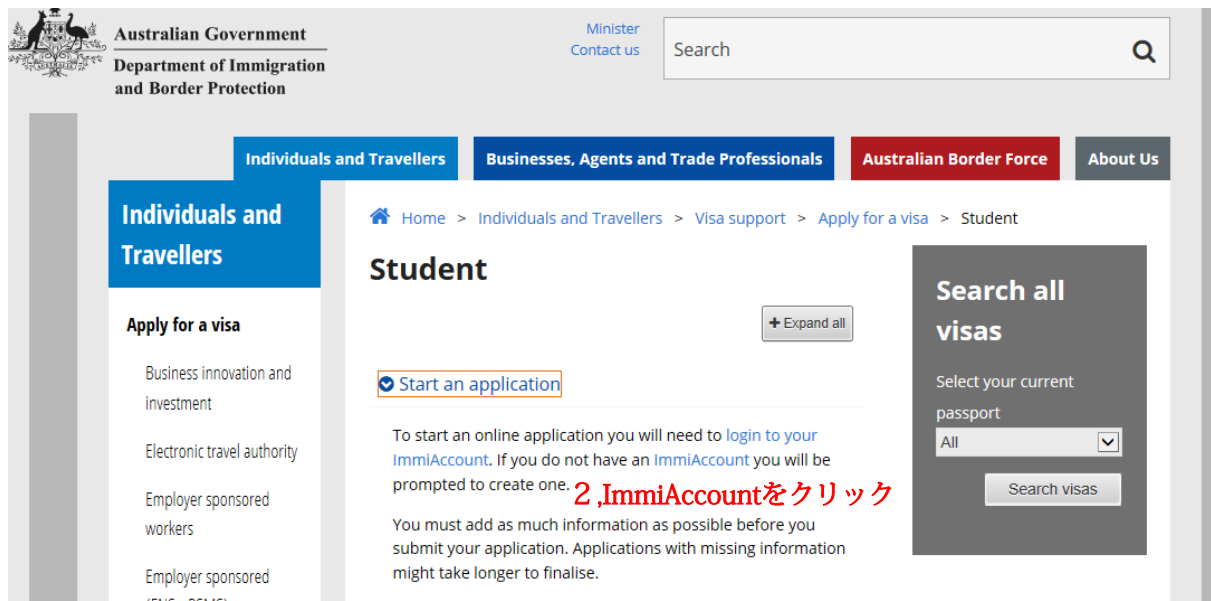 Australian Government
Department of Immigration
and Border Protection
Minister
Contact us
Search
Individuals and Travellers
Businesses, Agents and Trade Professionals
Australian Border Force
About Us
Individuals and
Travellers
Apply for a visa
Business innovation and
investment
Electronic travel authority
Employer sponsored
workers
Employer sponsored
Home > Individuals and Travellers > Visa support > Apply for a visa > Student
Student
+ Expand all
Start an application
To start an online application you will need to login to your
ImmiAccount. If you do not have an ImmiAccount you will be
prompted to create one.
２,ImmiAccountをクリック
You must add as much information as possible before you
submit your application. Applications with missing information
might take longer to finalise.
Search all
visas
Select your current
passport
All
Search visas